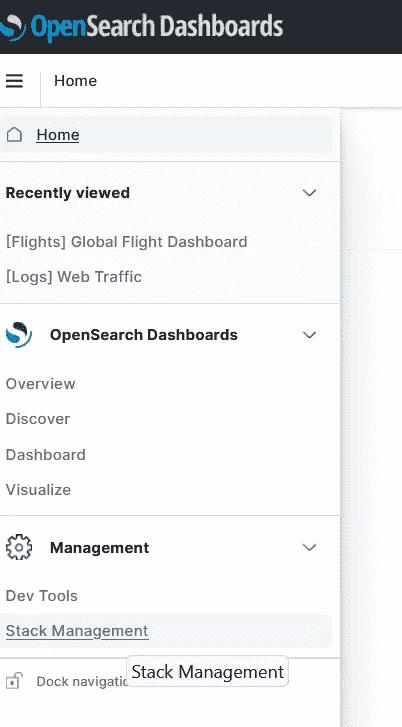 OpenSearch Dashboards
Home
Home
Recently viewed
[Flights] Global Flight Dashboard
[Logs] Web Traffic
OpenSearch Dashboards
Overview
Discover
Dashboard
Visualize
Management
Dev Tools
Stack Management
Stack Management
Dock navigatio